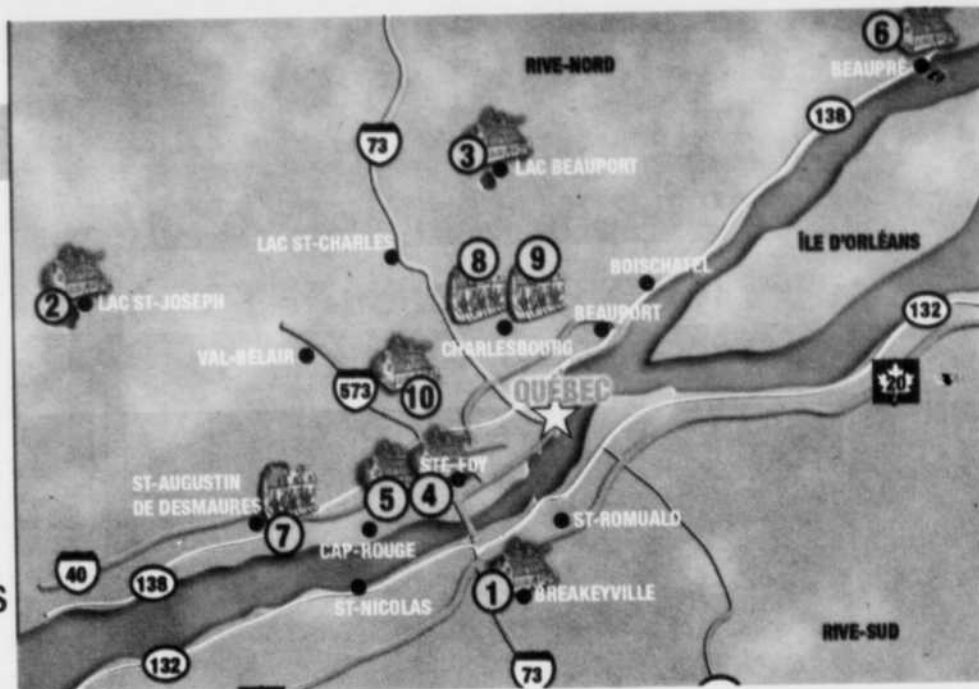 6
RIVE-NORD
BEAUPRÉ
138
73
3
LAC BEAUPORT
ÎLE D'ORLÉANS
LAC ST-CHARLES
8
9
BOISCHATEL
2
LAC ST-JOSEPH
132
BEAUPORT
CHARLESBOURG
VAL-BÉLAIR
573
10
QUÉBEC
20
STE-FOY
ST-AUGUSTIN
DE DESMAURES
5
4
7
ST-ROMUALD
CAP-ROUGE
40
138
1
BREAKEYVILLE
ST-NICOLAS
S
RIVE-SUD
132
73